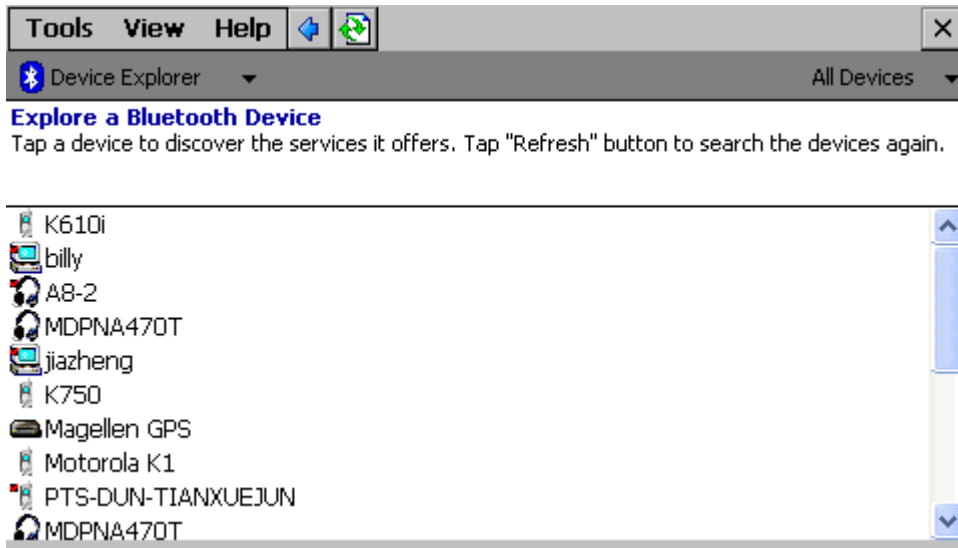 Tools View Help
Device Explorer All Devices
Explore a Bluetooth Device
Tap a device to discover the services it offers. Tap "Refresh" button to search the devices again.
K610i
billy
A8-2
MDPNA470T
jiazheng
K750
Magellen GPS
Motorola K1
PTS-DUN-TIANXUEJUN
MDPNA470T